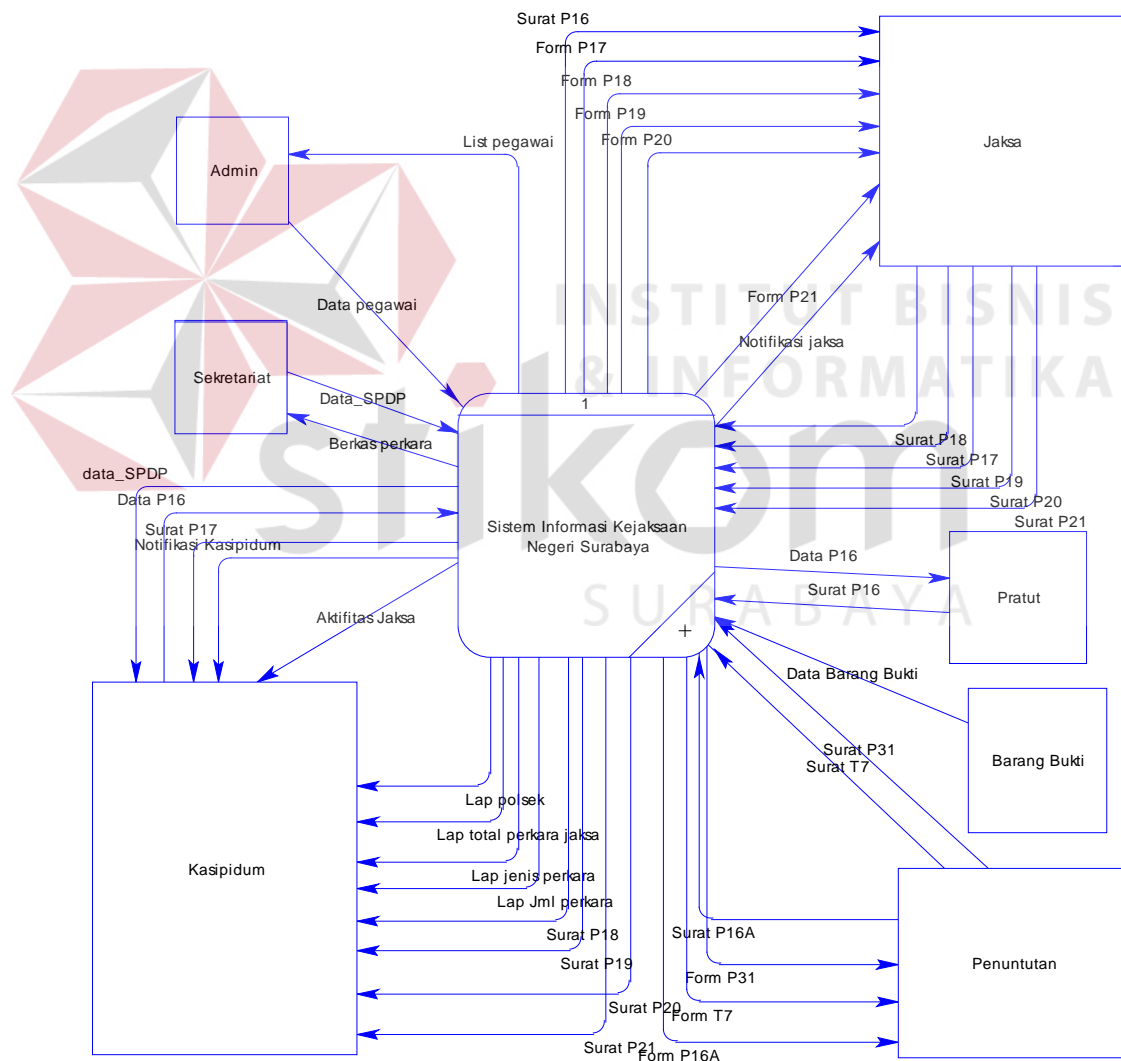 Surat P16
Form P17
Form P18
Form P19
Form P20
List pegawai
Jaksa
Admin
Data pegawai
Form P21
Notifikasi jaksa
INSTITUT BISNIS
& INFORMATIKA
stikom
SURABAYA
Sekretariat
Data_SPDP
Berkas perkara
1
Sistem Informasi Kejaksaan
Negeri Surabaya
+
Surat P18
Surat P17
Surat P19
Surat P20
Surat P21
data_SPDP
Data P16
Surat P17
Notifikasi Kasipidum
Aktifitas Jaksa
Data P16
Surat P16
Pratut
Data Barang Bukti
Barang Bukti
Surat P31
Surat T7
Kasipidum
Lap polsek
Lap total perkara jaksa
Lap jenis perkara
Lap Jml perkara
Surat P18
Surat P19
Surat P20
Surat P21
Surat P16A
Form P31
Form T7
Form P16A
Penuntutan